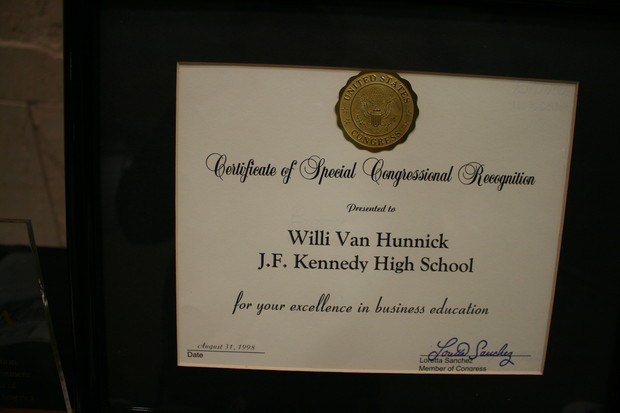 UNITED STATES
CONGRESS
Certificate of Special Congressional Recognition
Presented to
Willi Van Hunnick
J.F. Kennedy High School
for your excellence in business education
August 31, 1998
Date
Loretta Sanchez
Loretta Sanchez
Member of Congress